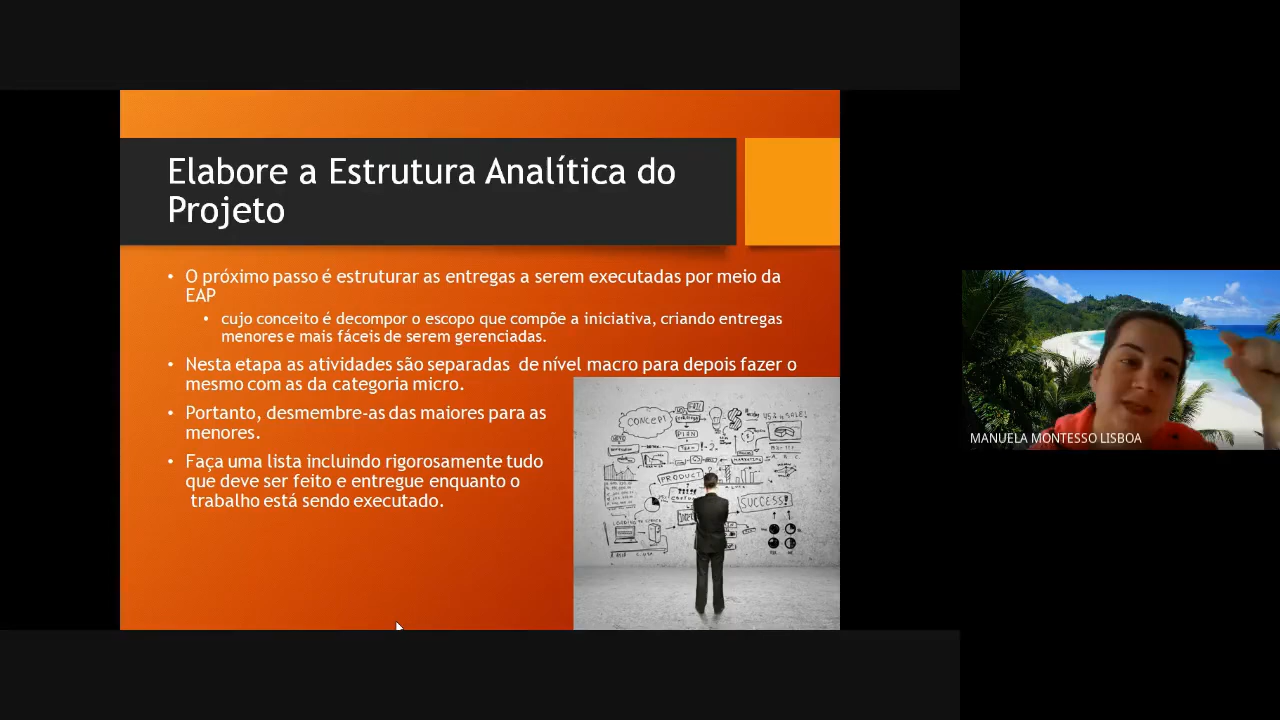 Elabore a Estrutura Analítica do
Projeto
• O próximo passo é estruturar as entregas a serem executadas por meio da
EAP
• cujo conceito é decompor o escopo que compõe a iniciativa, criando entregas
menores e mais fáceis de serem gerenciadas.
• Nesta etapa as atividades são separadas de nível macro para depois fazer o
mesmo com as da categoria micro.
• Portanto, desmembre-as das maiores para as
menores.
• Faça uma lista incluindo rigorosamente tudo
que deve ser feito e entregue enquanto o
trabalho está sendo executado.
CONCEPT
PLAN
PRODUCT
SUCCESS!
MANUELA MONTESSO LISBOA